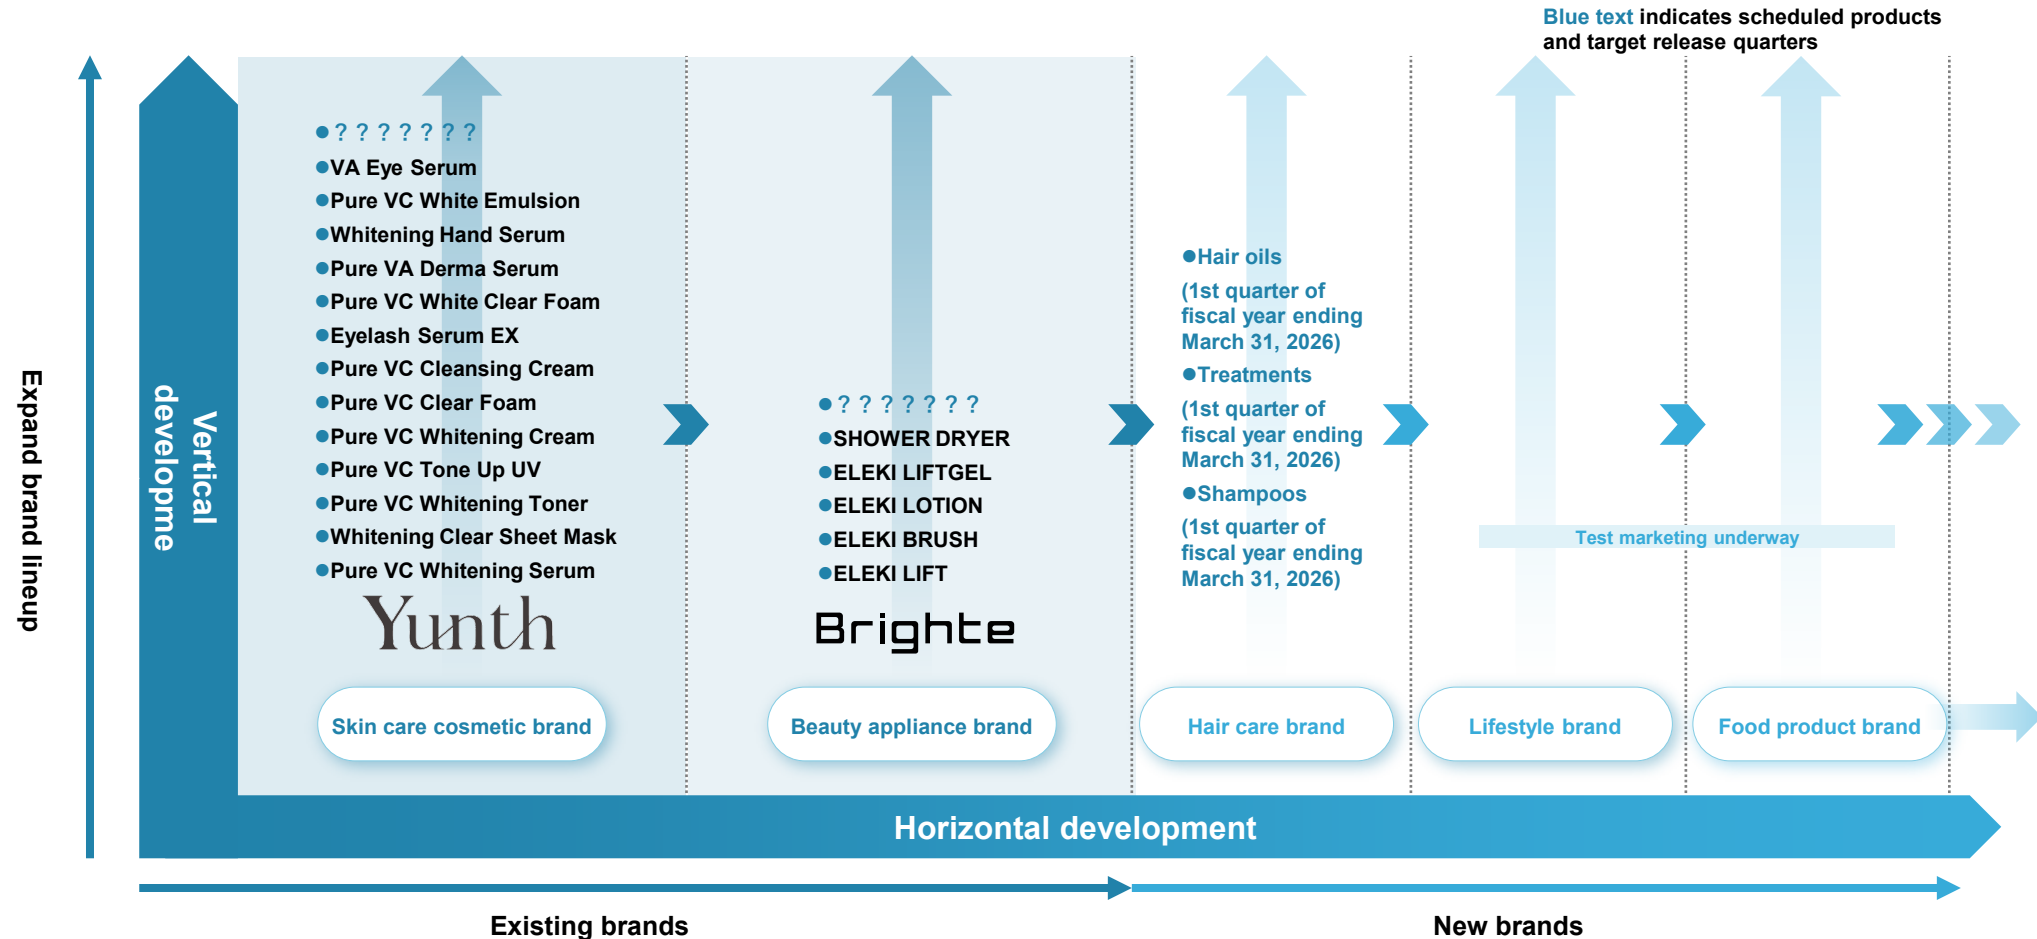 Blue text indicates scheduled products
and target release quarters
Expand brand lineup
Vertical
developme
●? ? ? ? ? ? ?
●VA Eye Serum
●Pure VC White Emulsion
●Whitening Hand Serum
●Pure VA Derma Serum
●Pure VC White Clear Foam
●Eyelash Serum EX
●Pure VC Cleansing Cream
●Pure VC Clear Foam
●Pure VC Whitening Cream
●Pure VC Tone Up UV
●Pure VC Whitening Toner
●Whitening Clear Sheet Mask
●Pure VC Whitening Serum
Yunth
Skin care cosmetic brand
●? ? ? ? ? ? ?
●SHOWER DRYER
●ELEKI LIFTGEL
●ELEKI LOTION
●ELEKI BRUSH
●ELEKI LIFT
Brighte
Beauty appliance brand
●Hair oils
(1st quarter of
fiscal year ending
March 31, 2026)
●Treatments
(1st quarter of
fiscal year ending
March 31, 2026)
●Shampoos
(1st quarter of
fiscal year ending
March 31, 2026)
Hair care brand
Test marketing underway
Lifestyle brand
Food product brand
Horizontal development
Existing brands
New brands